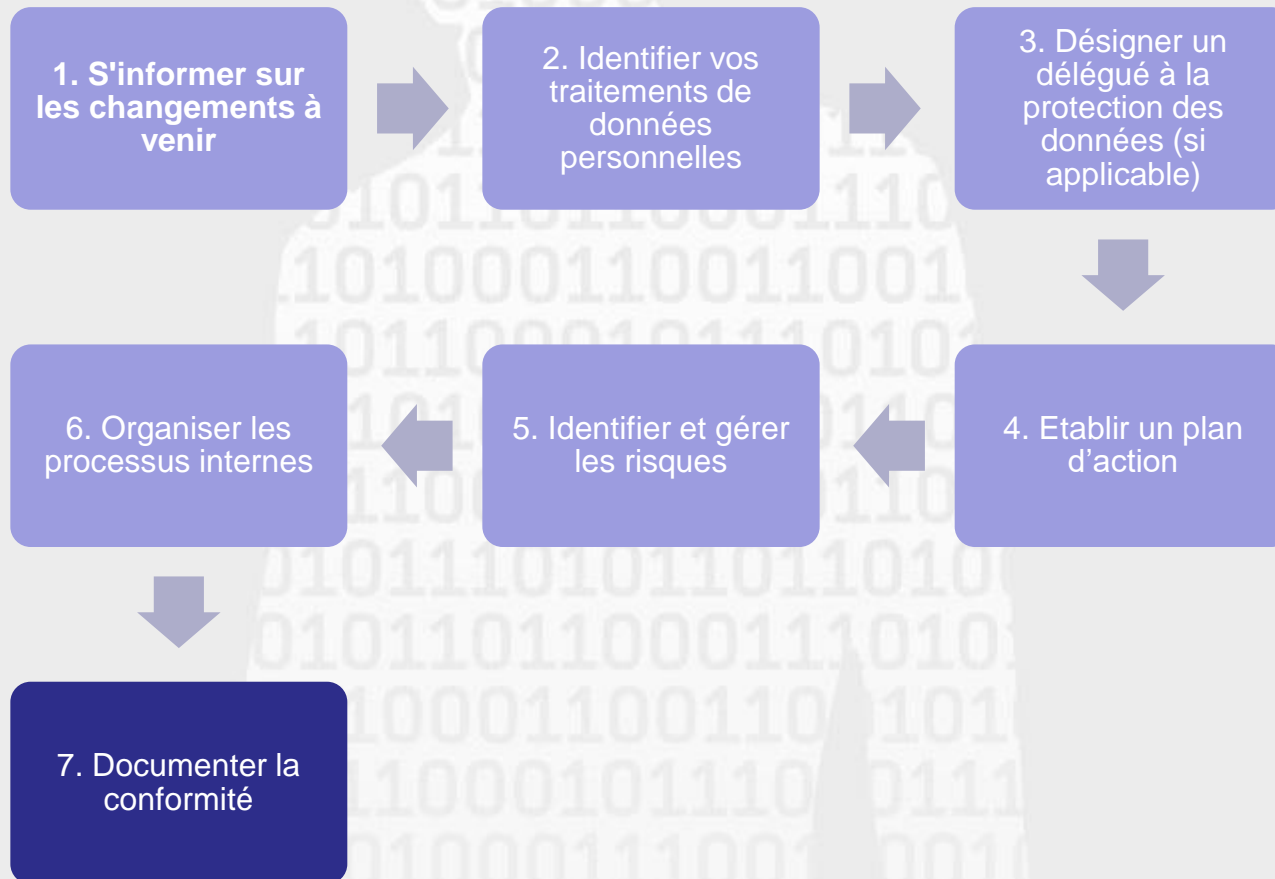 1. S'informer sur
les changements à
venir
2. Identifier vos
traitements de
données
personnelles
3. Désigner un
délégué à la
protection des
données (si
applicable)
6. Organiser les
processus internes
5. Identifier et gérer
les risques
4. Etablir un plan
d’action
7. Documenter la
conformité